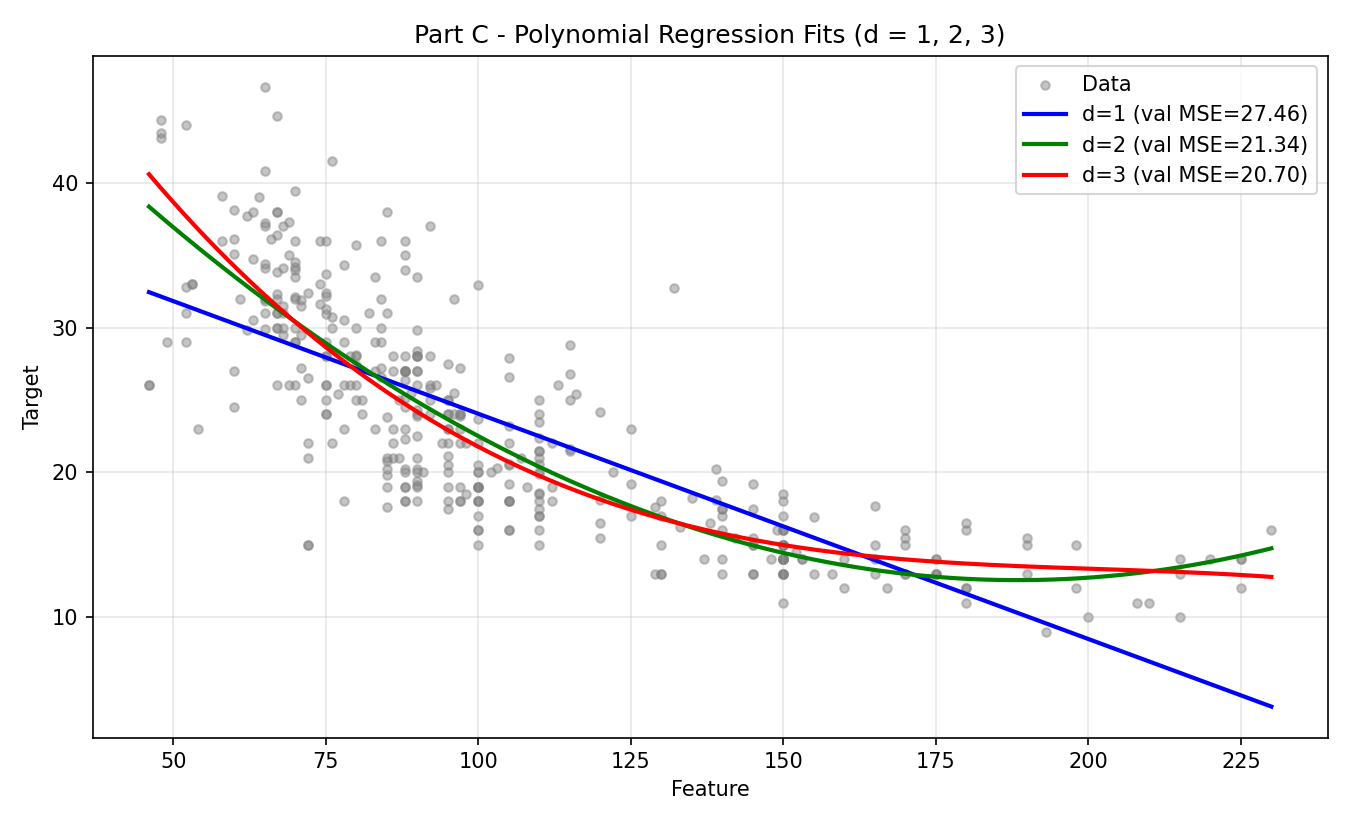 Part C - Polynomial Regression Fits (d = 1, 2, 3)
Data
d=1 (val MSE=27.46)
d=2 (val MSE=21.34)
d=3 (val MSE=20.70)
Target
40
30
20
10
50 75 100 125 150 175 200 225
Feature